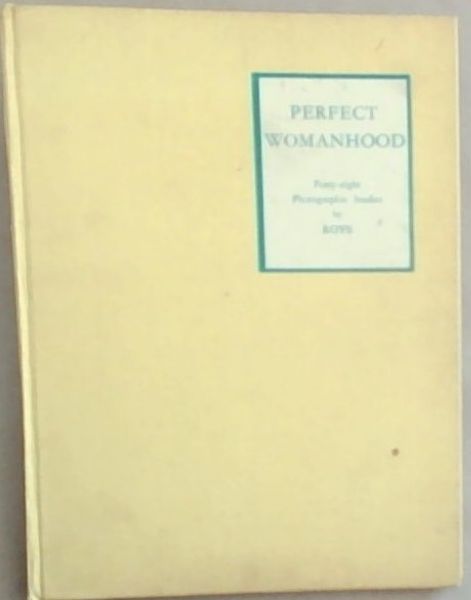 PERFECT
WOMANHOOD
Forty-eight
Photographic Studies
by
ROYE